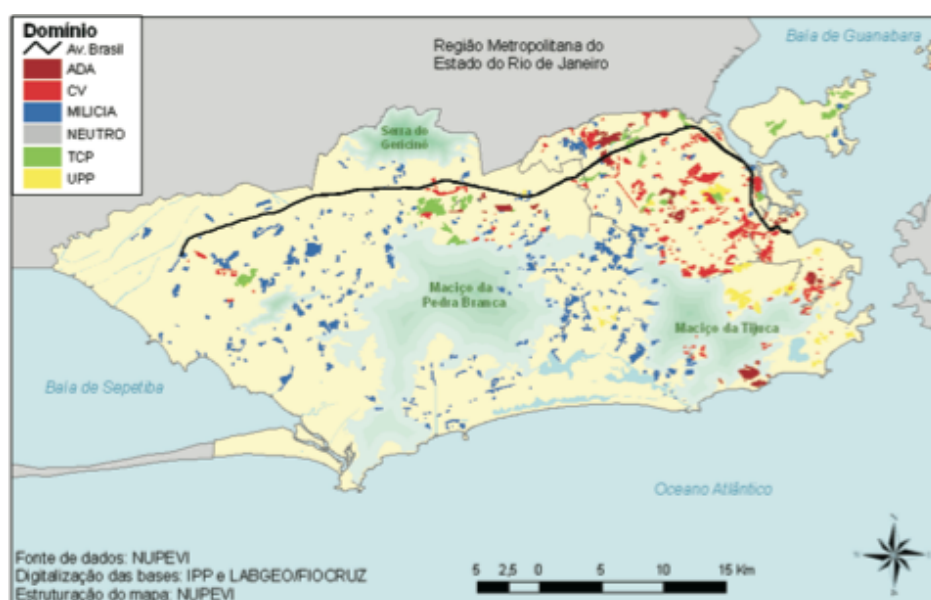 Domínio
Av. Brasil
ADA
CV
MILICIA
NEUTRO
TCP
UPP
Região Metropolitana do
Estado do Rio de Janeiro
Baía de Guanabara
Serra do
Gericinó
Maciço da
Pedra Branca
Maciço da Tijuca
Baía de Sepetiba
Oceano Atlântico
Fonte de dados: NUPEVI
Digitalização das bases: IPP e LABGEO/FIOCRUZ
Estruturação do mapa: NUPEVI
5 2,5 0 5 10 15 Km